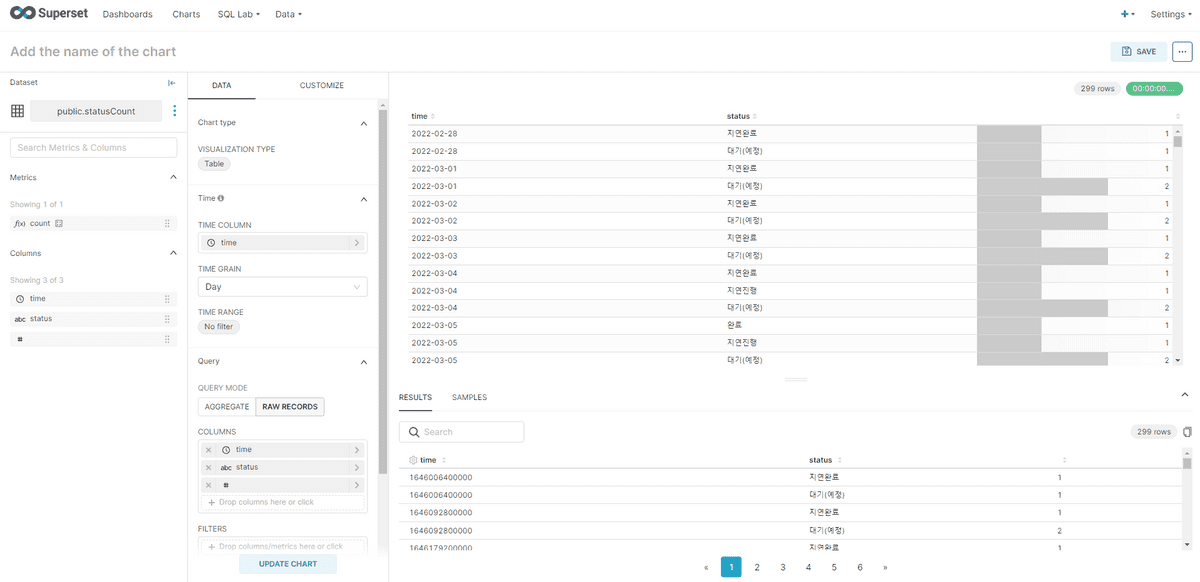 Superset Dashboards Charts SQL Lab Data + Settings
Add the name of the chart
SAVE ...
Dataset
public.statusCount
Search Metrics & Columns
Metrics
Showing 1 of 1
f(x) count
Columns
Showing 3 of 3
time
abc status
#
DATA CUSTOMIZE
Chart type
VISUALIZATION TYPE
Table
Time
TIME COLUMN
time
TIME GRAIN
Day
TIME RANGE
No filter
Query
QUERY MODE
AGGREGATE RAW RECORDS
COLUMNS
× time
× abc status
× #
+ Drop columns here or click
FILTERS
+ Drop columns/metrics here or click
UPDATE CHART
299 rows 00:00:00....
time status
2022-02-28 지연완료 1
2022-02-28 대기(예정) 1
2022-03-01 지연완료 1
2022-03-01 대기(예정) 2
2022-03-02 지연완료 1
2022-03-02 대기(예정) 2
2022-03-03 지연완료 1
2022-03-03 대기(예정) 2
2022-03-04 지연완료 1
2022-03-04 지연진행 1
2022-03-04 대기(예정) 2
2022-03-05 완료 1
2022-03-05 지연진행 1
2022-03-05 대기(예정) 2
RESULTS SAMPLES
Search
299 rows
time status
1646006400000 지연완료 1
1646006400000 대기(예정) 1
1646092800000 지연완료 1
1646092800000 대기(예정) 2
1646179200000 지연완료 1
« 1 2 3 4 5 6 »